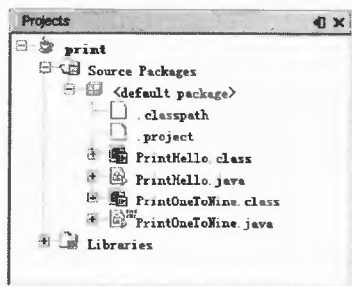 Projects
print
Source Packages
<default package>
.classpath
.project
PrintHello.class
PrintHello.java
PrintOneToNine.class
PrintOneToNine.java
Libraries